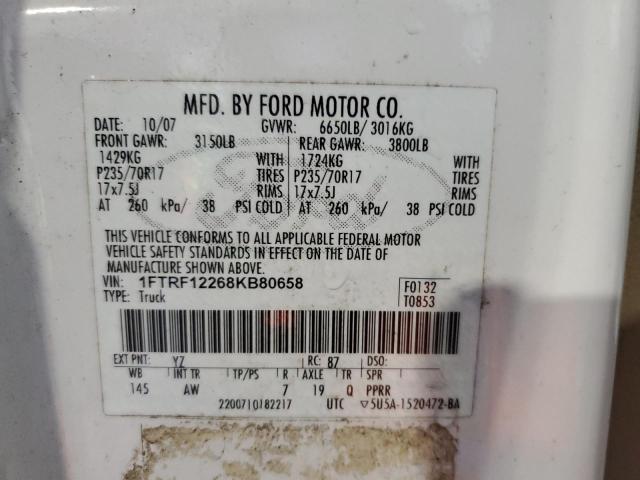 MFD. BY FORD MOTOR CO.
DATE: 10/07 GVWR: 6650LB/ 3016KG
FRONT GAWR: 3150LB REAR GAWR: 3800LB
1429KG WITH 1724KG WITH
P235/70R17 TIRES P235/70R17 TIRES
17x7.5J RIMS 17x7.5J RIMS
AT 260 kPa/ 38 PSI COLD AT 260 kPa/ 38 PSI COLD
THIS VEHICLE CONFORMS TO ALL APPLICABLE FEDERAL MOTOR
VEHICLE SAFETY STANDARDS IN EFFECT ON THE DATE OF
MANUFACTURE SHOWN ABOVE.
VIN: 1FTRF12268KB80658 F0132
TYPE: Truck T0853
EXT PNT: YZ RC: 87 DSO:
WB INT TR TP/PS R AXLE TR SPR
145 AW 7 19 Q PPRR
2200710182217 UTC ▽5U5A-1520472-BA